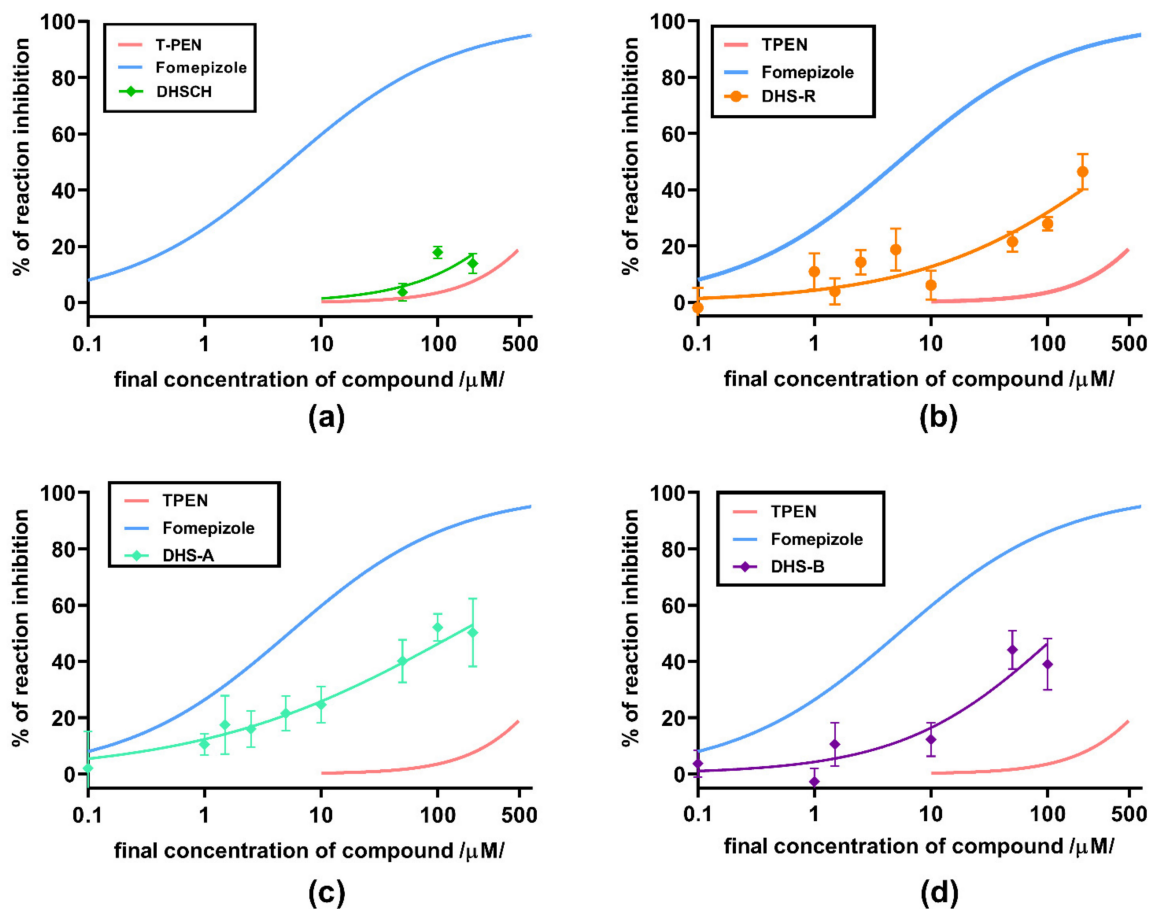 100
80
60
40
20
0
% of reaction inhibition
T-PEN
Fomepizole
DHSCH
0.1 1 10 100 500
final concentration of compound /μM/
(a)
100
80
60
40
20
0
% of reaction inhibition
TPEN
Fomepizole
DHS-R
0.1 1 10 100 500
final concentration of compound /μM/
(b)
100
80
60
40
20
0
% of reaction inhibition
TPEN
Fomepizole
DHS-A
0.1 1 10 100 500
final concentration of compound /μM/
(c)
100
80
60
40
20
0
% of reaction inhibition
TPEN
Fomepizole
DHS-B
0.1 1 10 100 500
final concentration of compound /μM/
(d)